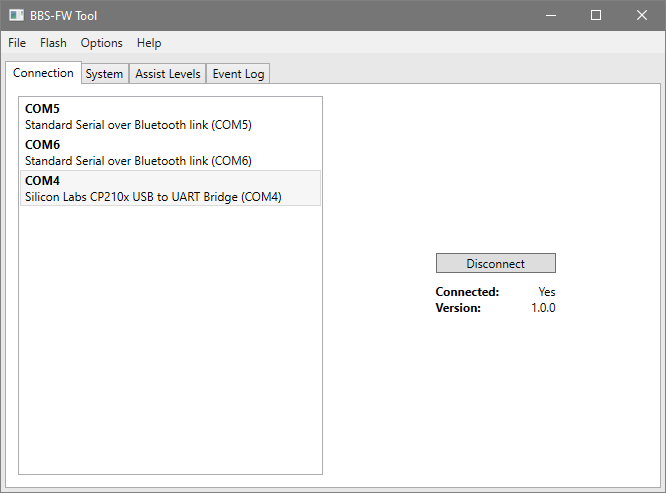 BBS-FW Tool
File Flash Options Help
Connection System Assist Levels Event Log
COM5
Standard Serial over Bluetooth link (COM5)
COM6
Standard Serial over Bluetooth link (COM6)
COM4
Silicon Labs CP210x USB to UART Bridge (COM4)
Disconnect
Connected: Yes
Version: 1.0.0